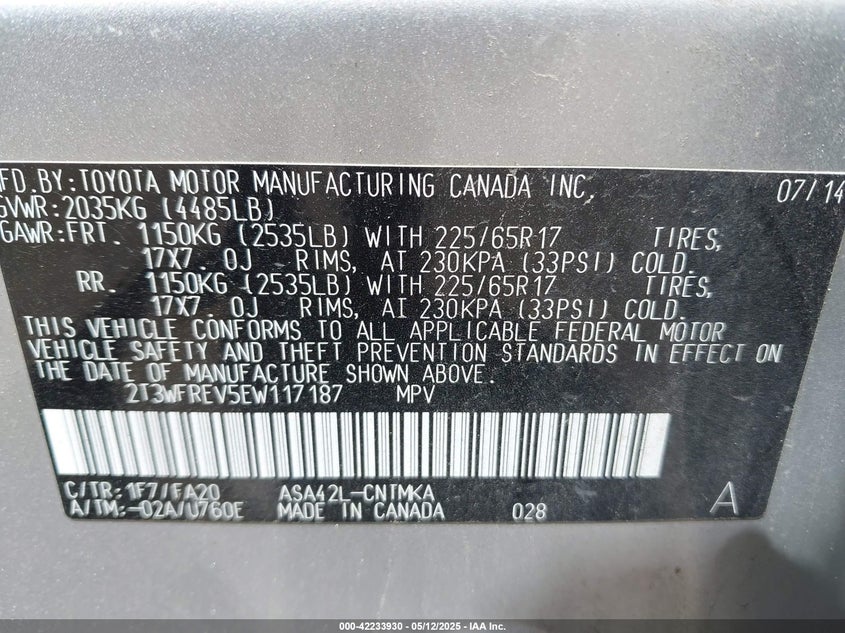 FD.BY:TOYOTA MOTOR MANUFACTURING CANADA INC. 07/14
GVWR:2035KG (4485LB)
GAWR:FRT. 1150KG (2535LB) WITH 225/65R17 TIRES,
17X7.0J RIMS, AT 230KPA (33PSI) COLD.
RR. 1150KG (2535LB) WITH 225/65R17 TIRES,
17X7.0J RIMS, AT 230KPA (33PSI) COLD.
THIS VEHICLE CONFORMS TO ALL APPLICABLE FEDERAL MOTOR
VEHICLE SAFETY AND THEFT PREVENTION STANDARDS IN EFFECT ON
THE DATE OF MANUFACTURE SHOWN ABOVE.
2T3WFREV5EW117187 MPV
C/TR:1F7/FA20 ASA42L-CNTMKA A
A/TM:-02A/U760E MADE IN CANADA 028
000-42233930 - 05/12/2025 - IAA Inc.